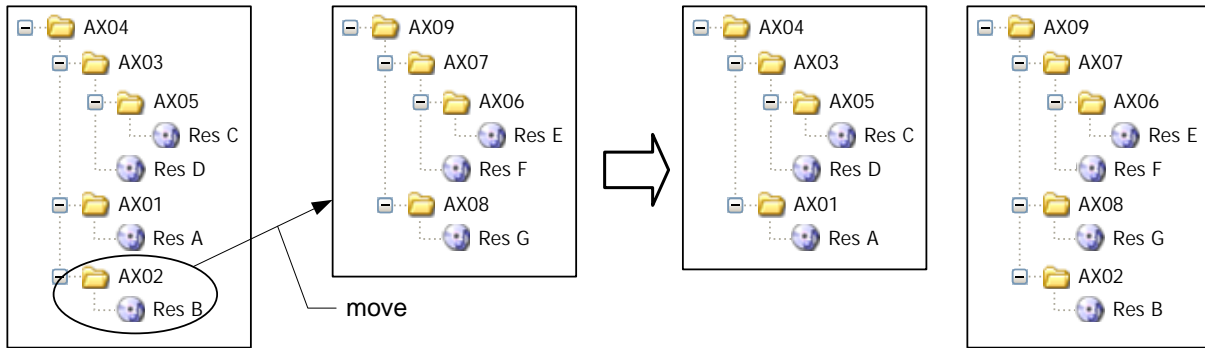 AX04
AX03
AX05
Res C
Res D
AX01
Res A
AX02
Res B
AX09
AX07
AX06
Res E
Res F
AX08
Res G
move
AX04
AX03
AX05
Res C
Res D
AX01
Res A
AX09
AX07
AX06
Res E
Res F
AX08
Res G
AX02
Res B